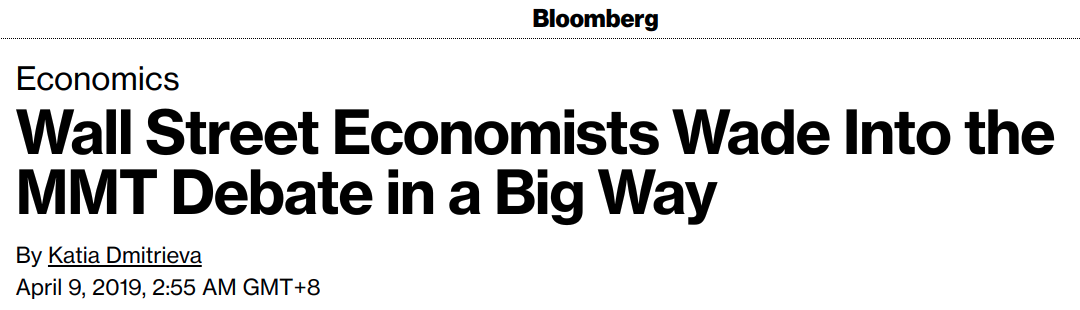 Bloomberg
Economics
Wall Street Economists Wade Into the
MMT Debate in a Big Way
By Katia Dmitrieva
April 9, 2019, 2:55 AM GMT+8